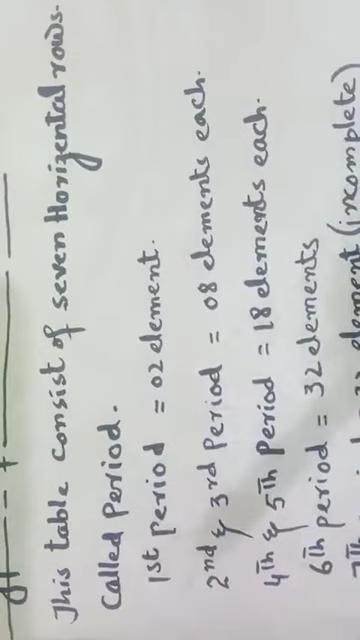 This table consist of seven Horizental rows.
Called Period.
1st period = 02 element.
2nd & 3rd Period = 08 elements each.
4th & 5th Period = 18 elements each.
6th period = 32 elements
element (incomplete)